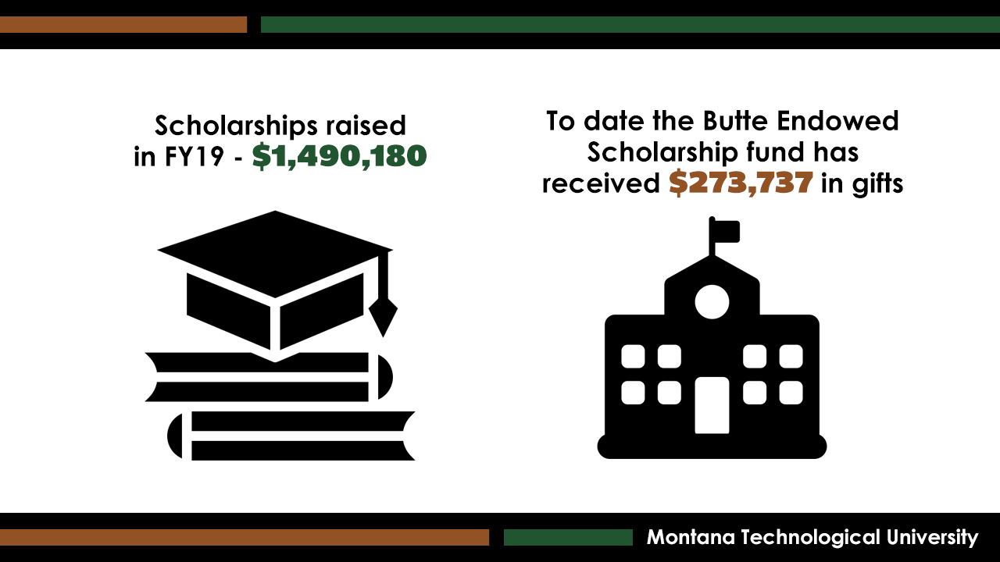 Scholarships raised
in FY19 - $1,490,180
To date the Butte Endowed
Scholarship fund has
received $273,737 in gifts
Montana Technological University